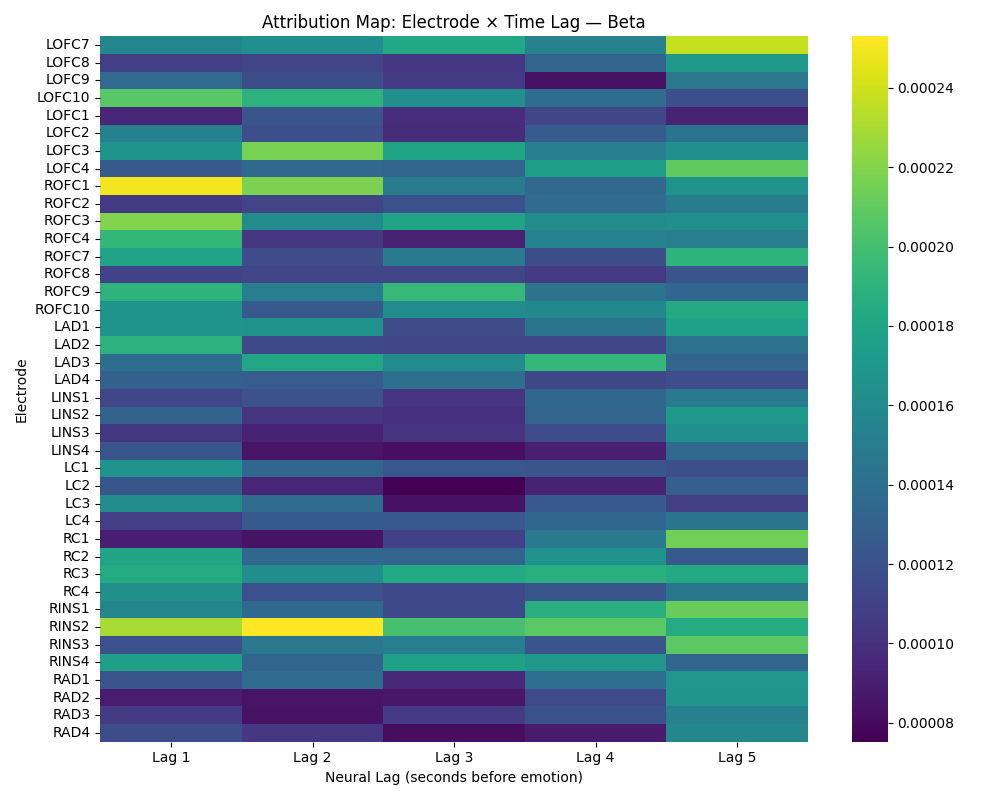 Attribution Map: Electrode × Time Lag — Beta
LOFC7
LOFC8
LOFC9
LOFC10
LOFC1
LOFC2
LOFC3
LOFC4
ROFC1
ROFC2
ROFC3
ROFC4
ROFC7
ROFC8
ROFC9
ROFC10
LAD1
LAD2
LAD3
LAD4
LINS1
LINS2
LINS3
LINS4
LC1
LC2
LC3
LC4
RC1
RC2
RC3
RC4
RINS1
RINS2
RINS3
RINS4
RAD1
RAD2
RAD3
RAD4
Electrode
Lag 1 Lag 2 Lag 3 Lag 4 Lag 5
Neural Lag (seconds before emotion)
0.00024
0.00022
0.00020
0.00018
0.00016
0.00014
0.00012
0.00010
0.00008